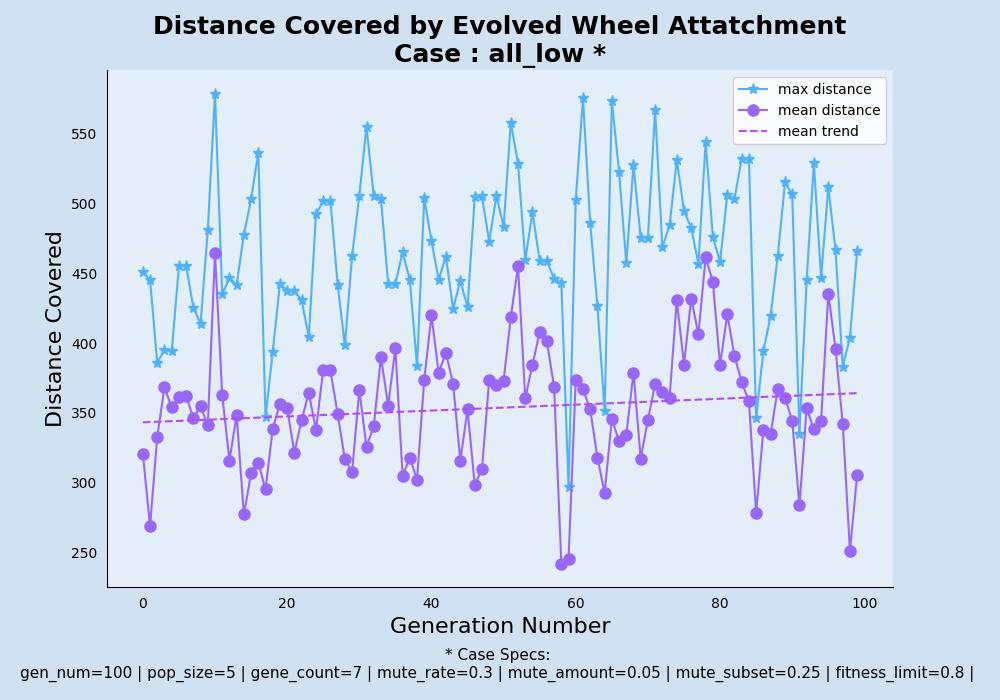 Distance Covered by Evolved Wheel Attatchment
Case : all_low *
max distance
mean distance
mean trend
Distance Covered
550
500
450
400
350
300
250
0 20 40 60 80 100
Generation Number
* Case Specs:
gen_num=100 | pop_size=5 | gene_count=7 | mute_rate=0.3 | mute_amount=0.05 | mute_subset=0.25 | fitness_limit=0.8 |